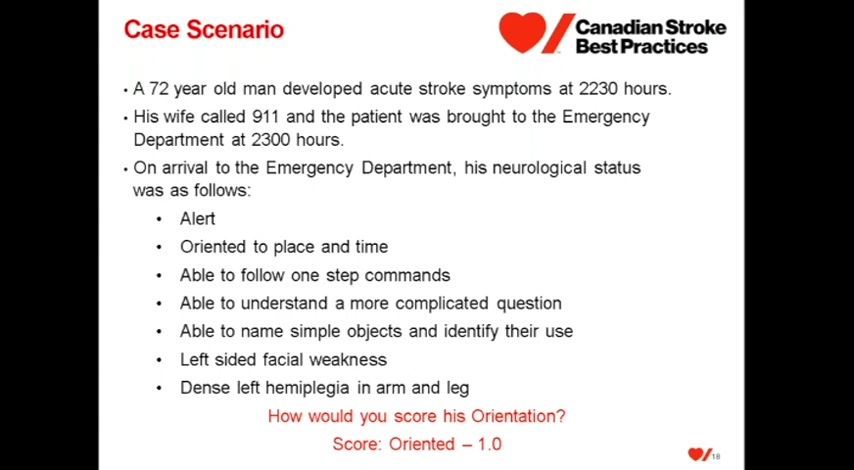 Case Scenario
Canadian Stroke
Best Practices
• A 72 year old man developed acute stroke symptoms at 2230 hours.
• His wife called 911 and the patient was brought to the Emergency
Department at 2300 hours.
• On arrival to the Emergency Department, his neurological status
was as follows:
• Alert
• Oriented to place and time
• Able to follow one step commands
• Able to understand a more complicated question
• Able to name simple objects and identify their use
• Left sided facial weakness
• Dense left hemiplegia in arm and leg
How would you score his Orientation?
Score: Oriented – 1.0
18